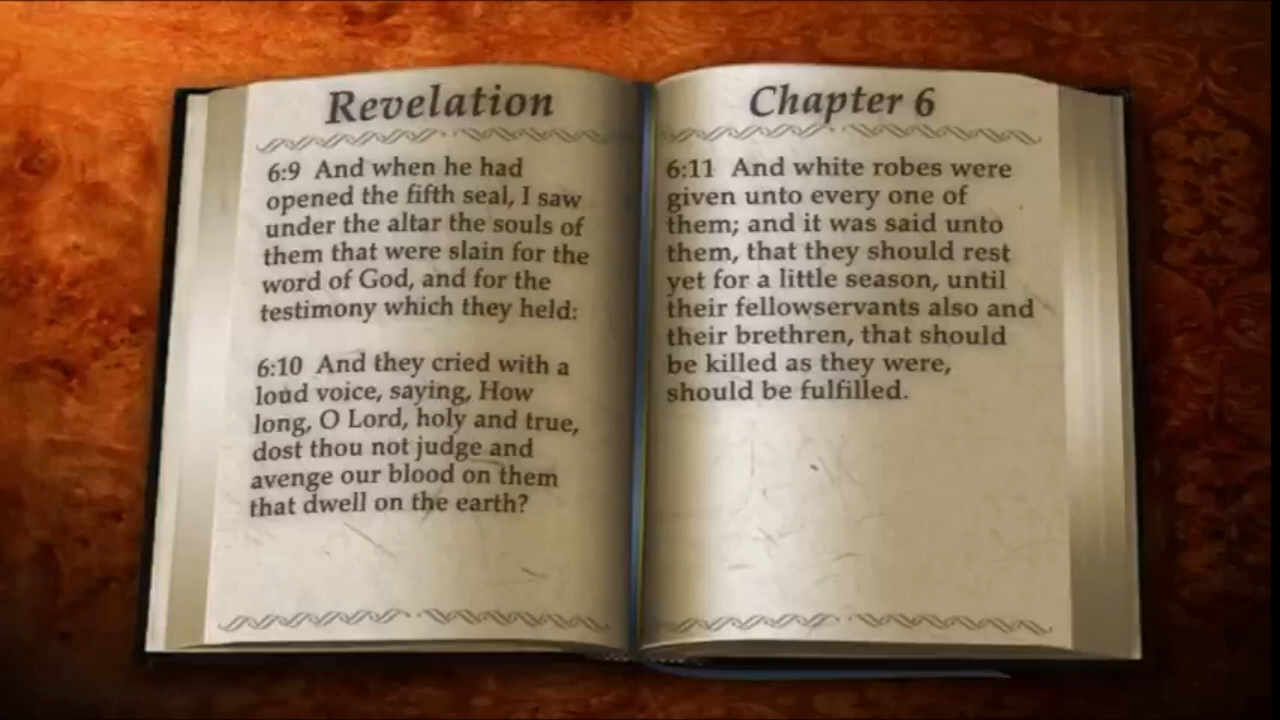 Revelation
6:9 And when he had
opened the fifth seal, I saw
under the altar the souls of
them that were slain for the
word of God, and for the
testimony which they held:
6:10 And they cried with a
loud voice, saying, How
long, O Lord, holy and true,
dost thou not judge and
avenge our blood on them
that dwell on the earth?
Chapter 6
6:11 And white robes were
given unto every one of
them; and it was said unto
them, that they should rest
yet for a little season, until
their fellowservants also and
their brethren, that should
be killed as they were,
should be fulfilled.